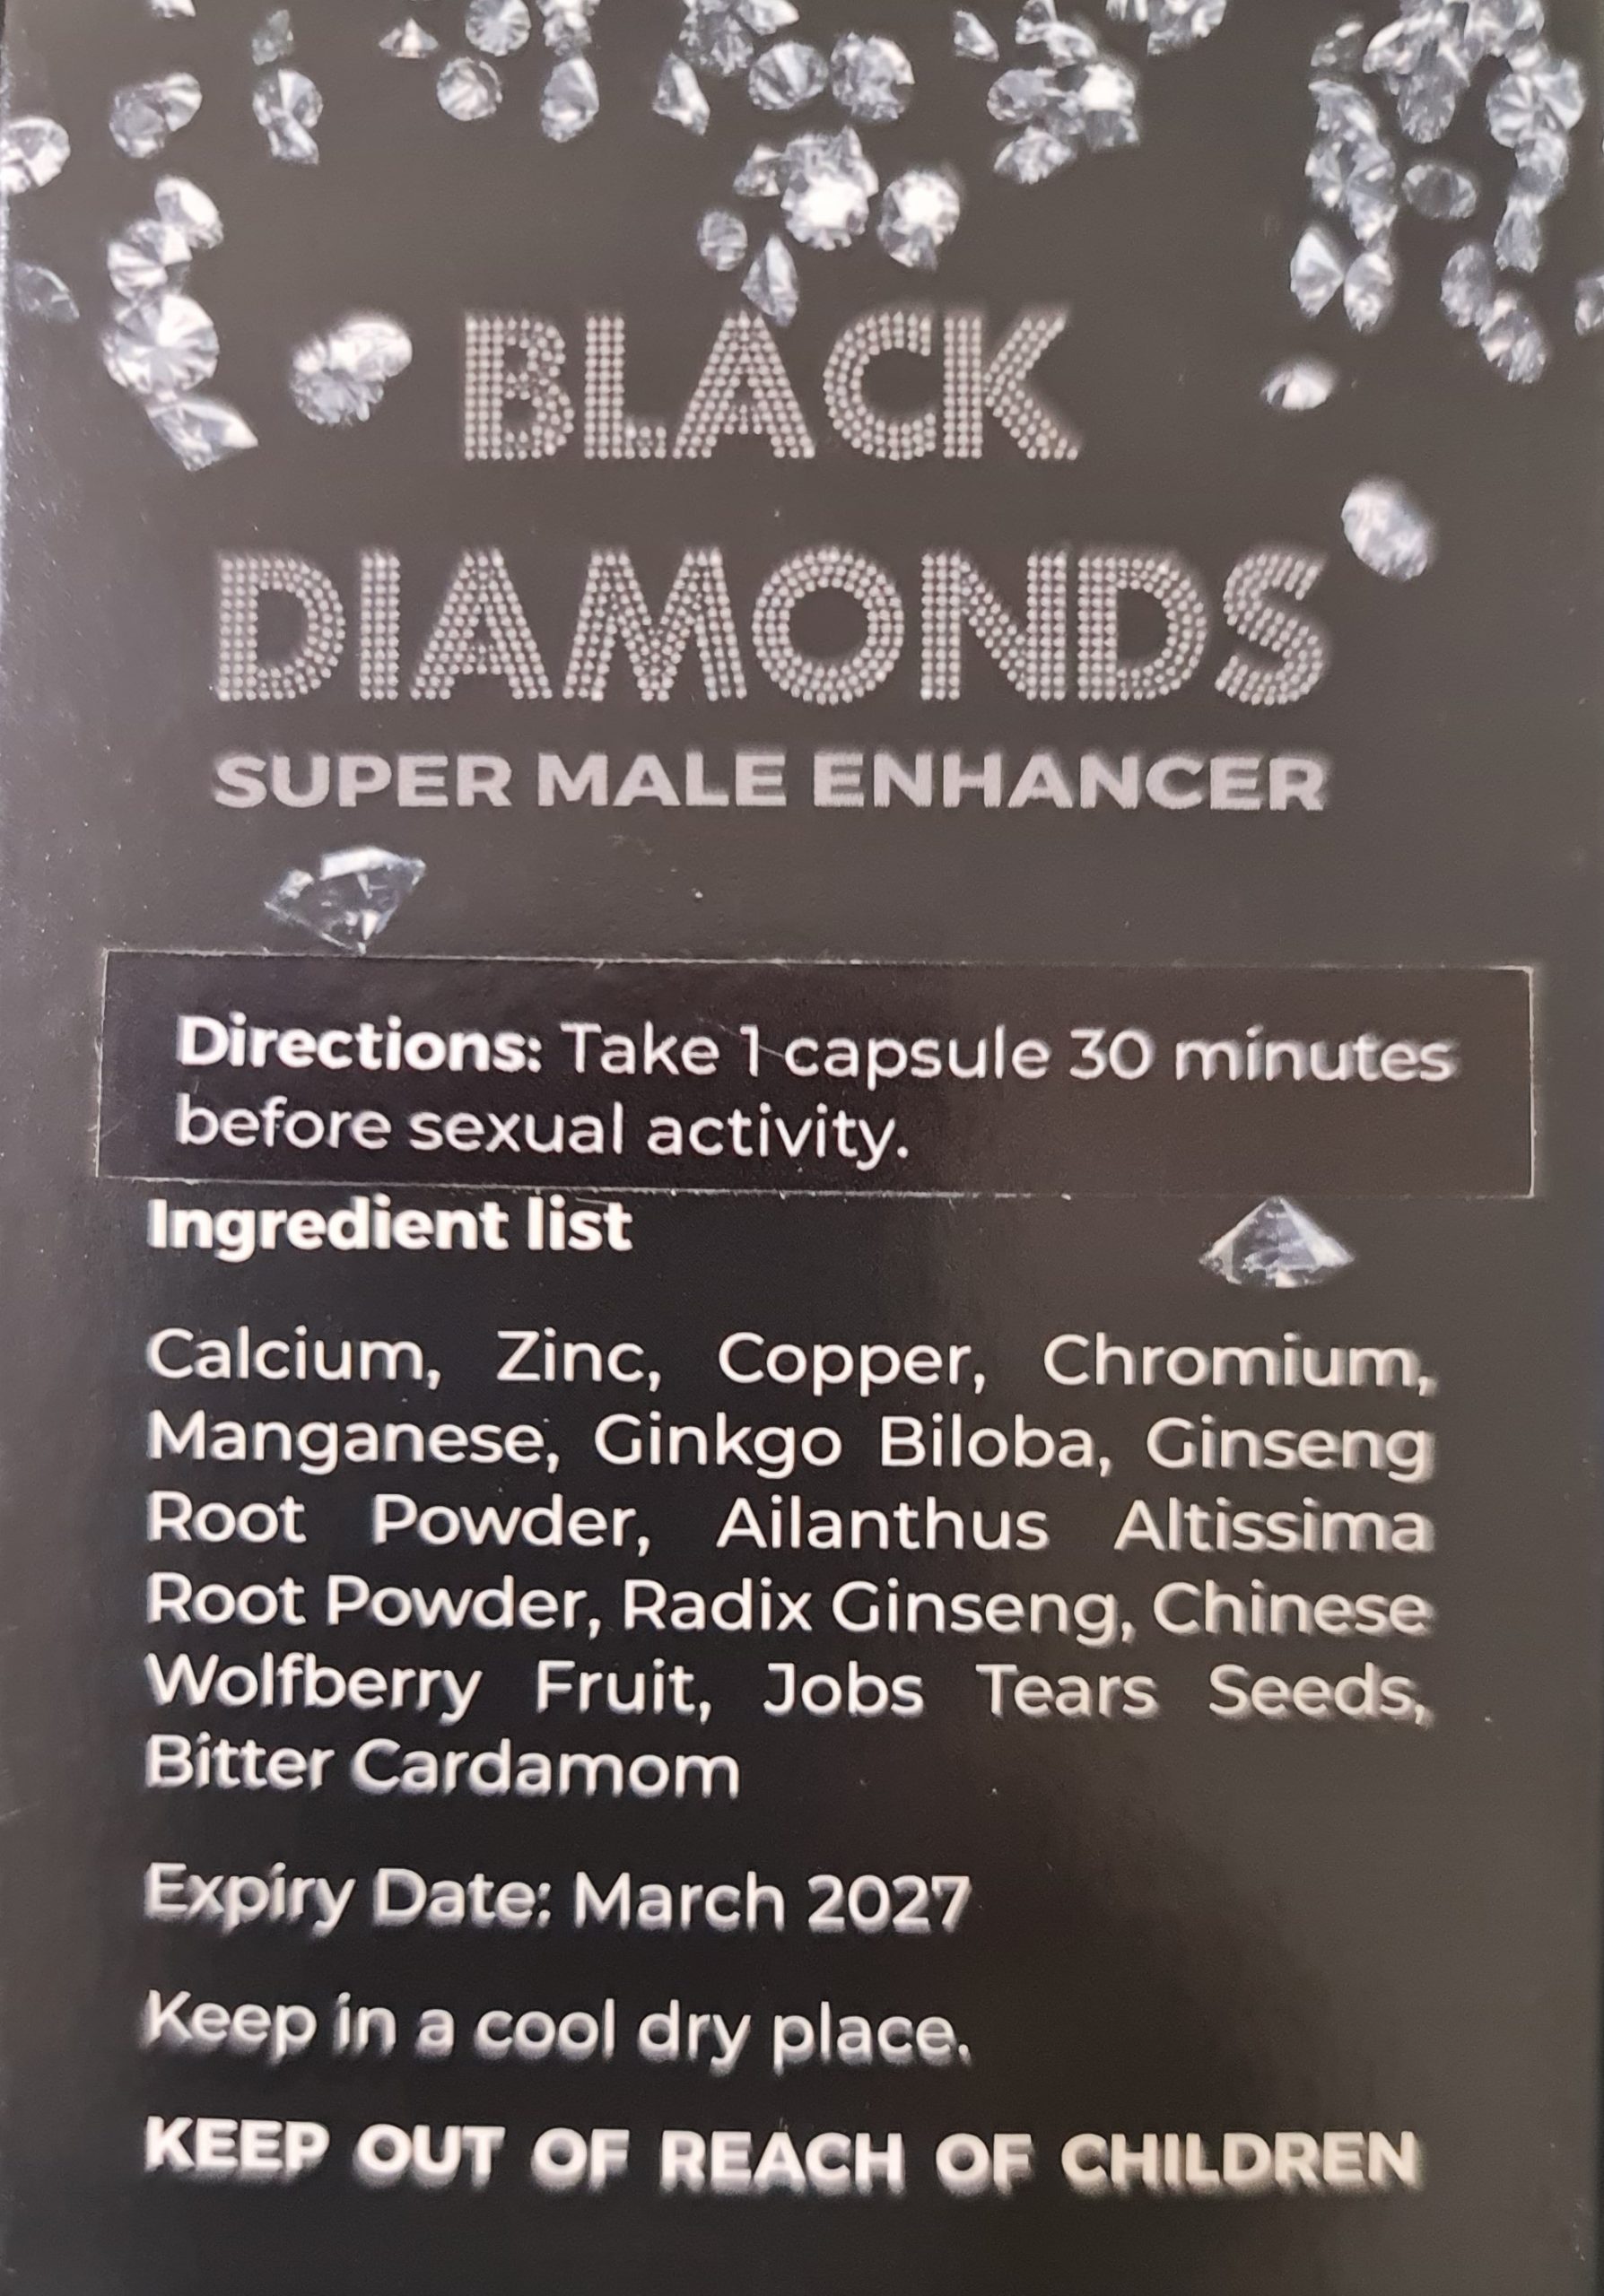 BLACK
DIAMONDS
SUPER MALE ENHANCER
Directions: Take 1 capsule 30 minutes
before sexual activity.
Ingredient list
Calcium, Zinc, Copper, Chromium,
Manganese, Ginkgo Biloba, Ginseng
Root Powder, Ailanthus Altissima
Root Powder, Radix Ginseng, Chinese
Wolfberry Fruit, Jobs Tears Seeds,
Bitter Cardamom
Expiry Date: March 2027
Keep in a cool dry place.
KEEP OUT OF REACH OF CHILDREN